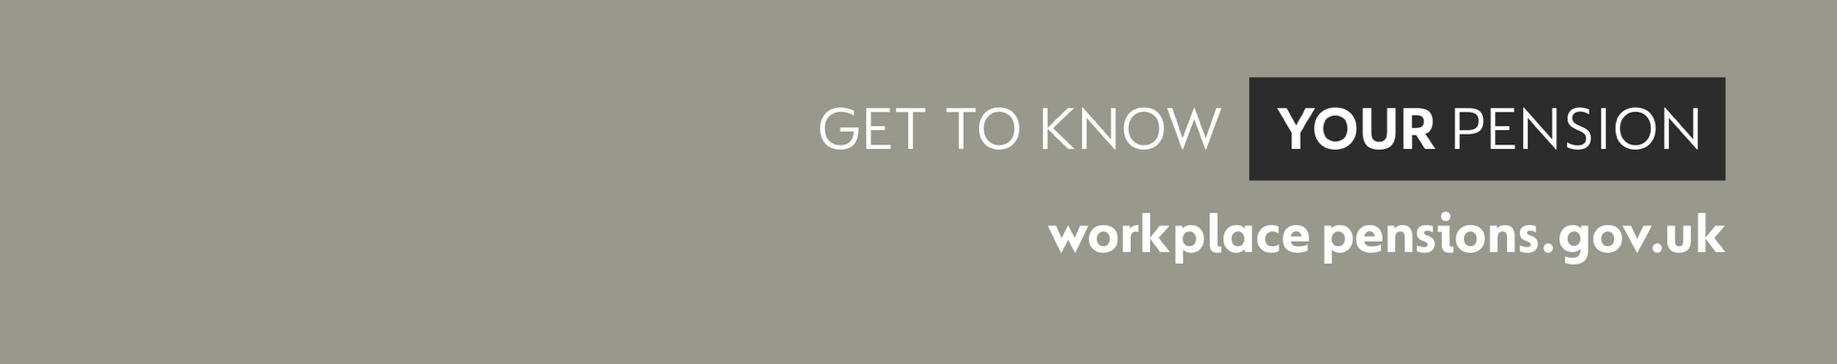 GET TO KNOW YOUR PENSION
workplace pensions.gov.uk